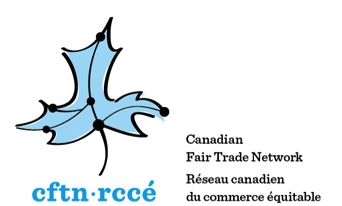 cftn·rccé
Canadian
Fair Trade Network
Réseau canadien
du commerce équitable